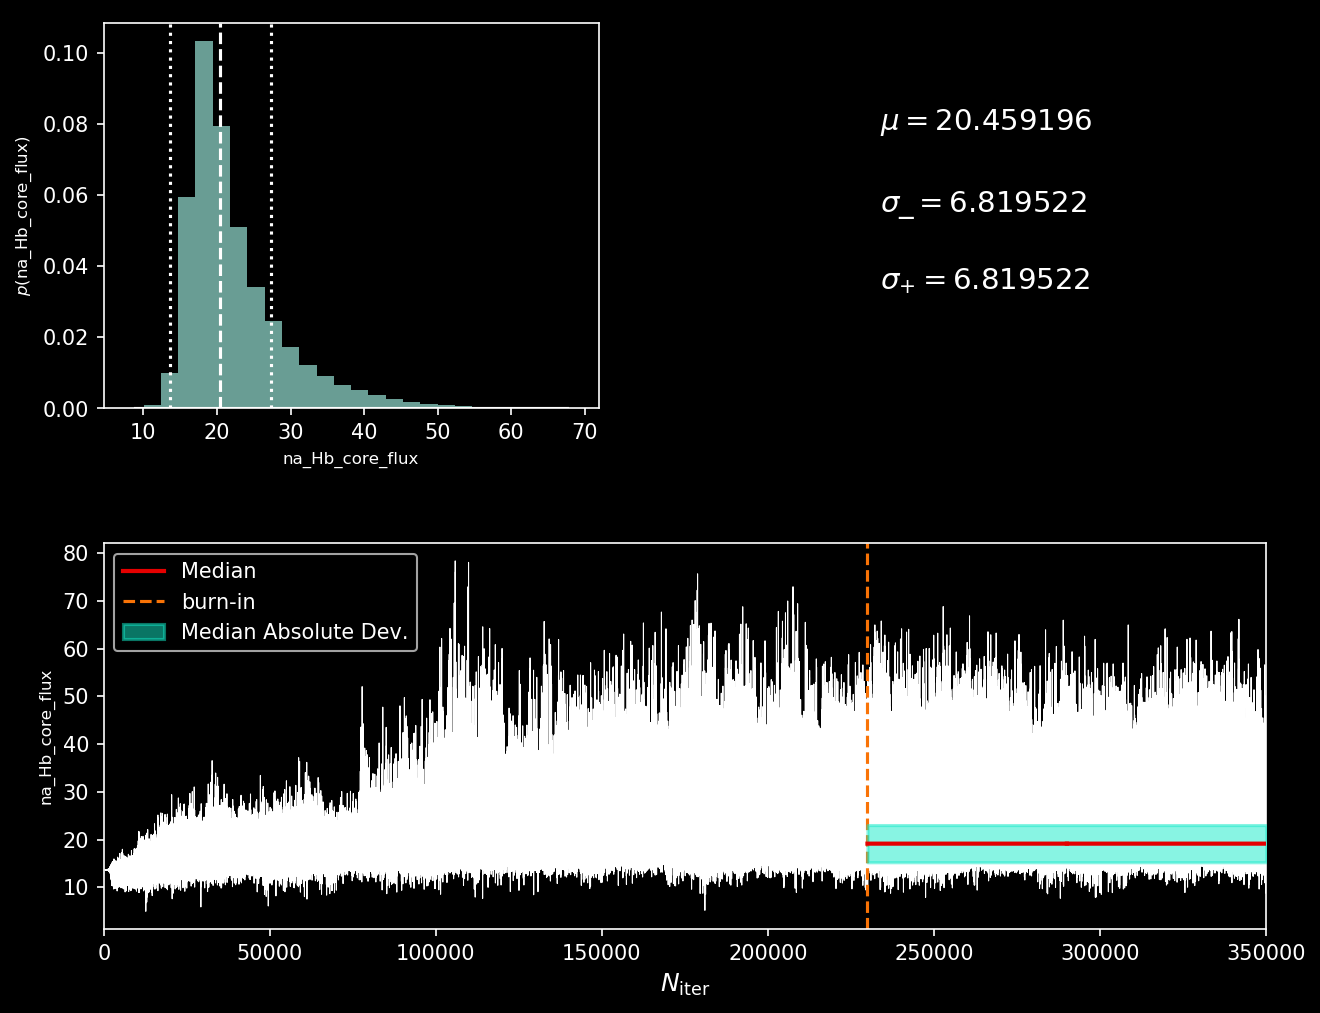 0.10
0.08
0.06
0.04
0.02
0.00
p(na_Hb_core_flux)
10 20 30 40 50 60 70
na_Hb_core_flux
μ = 20.459196
σ_ = 6.819522
σ+ = 6.819522
80
70
60
50
40
30
20
10
na_Hb_core_flux
Median
burn-in
Median Absolute Dev.
0 50000 100000 150000 200000 250000 300000 350000
Niter